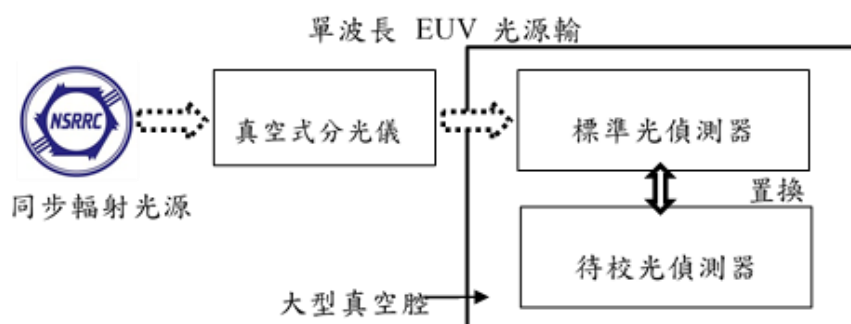 單波長 EUV 光源輸
NSRRC
真空式分光儀
標準光偵測器
同步輻射光源
置換
待校光偵測器
大型真空腔